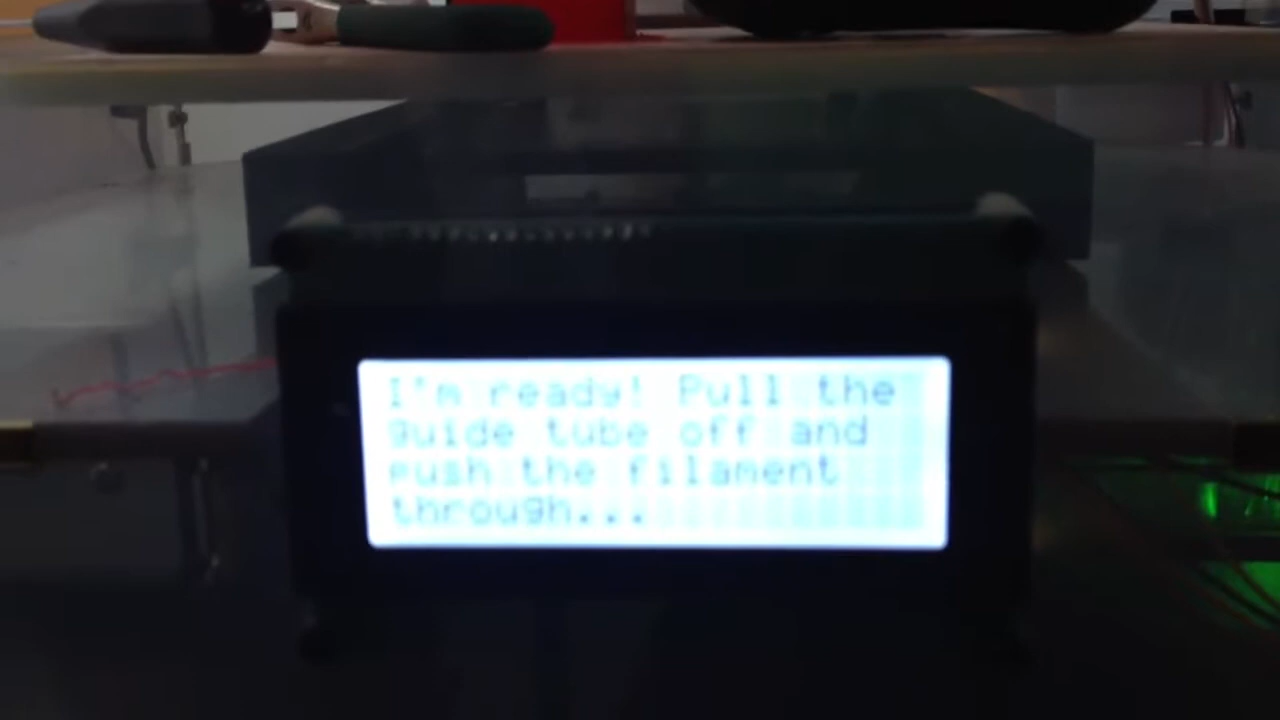 I'm ready! Pull the
guide tube off and
push the filament
through...